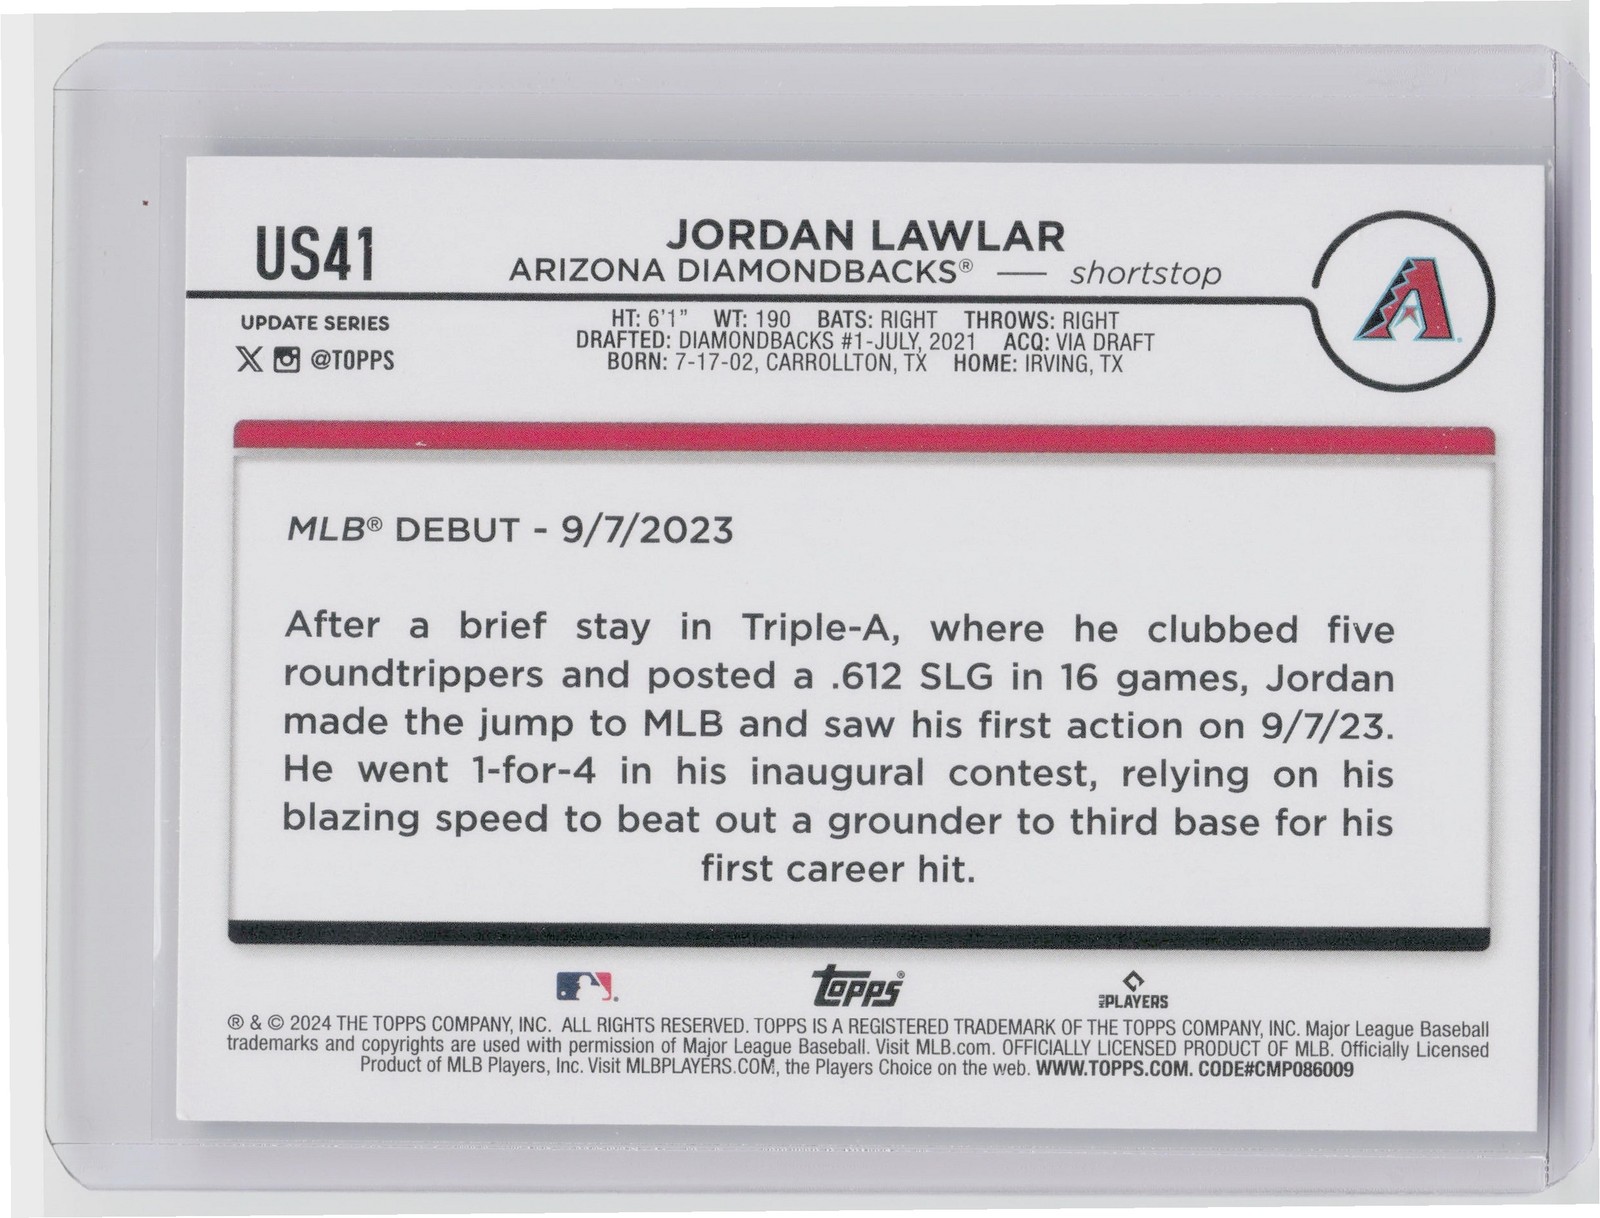 US41
JORDAN LAWLAR
ARIZONA DIAMONDBACKS® — shortstop
UPDATE SERIES
X @TOPPS
HT: 6'1" WT: 190 BATS: RIGHT THROWS: RIGHT
DRAFTED: DIAMONDBACKS #1-JULY, 2021 ACQ: VIA DRAFT
BORN: 7-17-02, CARROLLTON, TX HOME: IRVING, TX
A
MLB® DEBUT - 9/7/2023
After a brief stay in Triple-A, where he clubbed five
roundtrippers and posted a .612 SLG in 16 games, Jordan
made the jump to MLB and saw his first action on 9/7/23.
He went 1-for-4 in his inaugural contest, relying on his
blazing speed to beat out a grounder to third base for his
first career hit.
topps® MLB PLAYERS
® & © 2024 THE TOPPS COMPANY, INC. ALL RIGHTS RESERVED. TOPPS IS A REGISTERED TRADEMARK OF THE TOPPS COMPANY, INC. Major League Baseball
trademarks and copyrights are used with permission of Major League Baseball. Visit MLB.com. OFFICIALLY LICENSED PRODUCT OF MLB. Officially Licensed
Product of MLB Players, Inc. Visit MLBPLAYERS.COM, the Players Choice on the web. WWW.TOPPS.COM. CODE#CMP086009